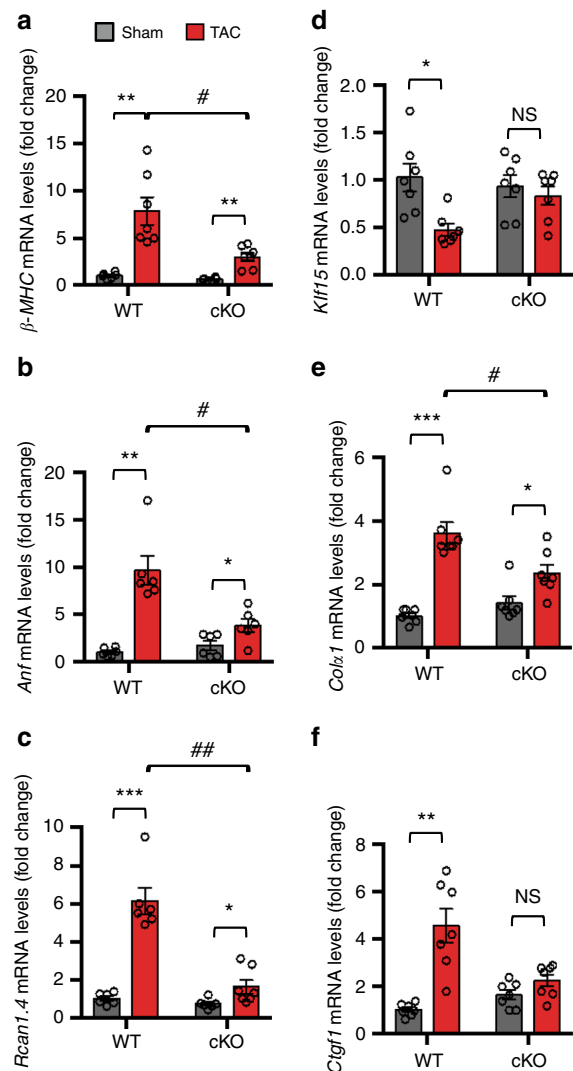 a
Sham TAC
β-MHC mRNA levels (fold change)
20
15
10
5
0
** # **
WT cKO
b
Anf mRNA levels (fold change)
20
15
10
5
0
#
**
*
WT cKO
c
Rcan1.4 mRNA levels (fold change)
10
8
6
4
2
0
##
***
*
WT cKO
d
Klf15 mRNA levels (fold change)
2.0
1.5
1.0
0.5
0.0
*
NS
WT cKO
e
Colα1 mRNA levels (fold change)
6
4
2
0
#
***
*
WT cKO
f
Ctgf1 mRNA levels (fold change)
8
6
4
2
0
**
NS
WT cKO